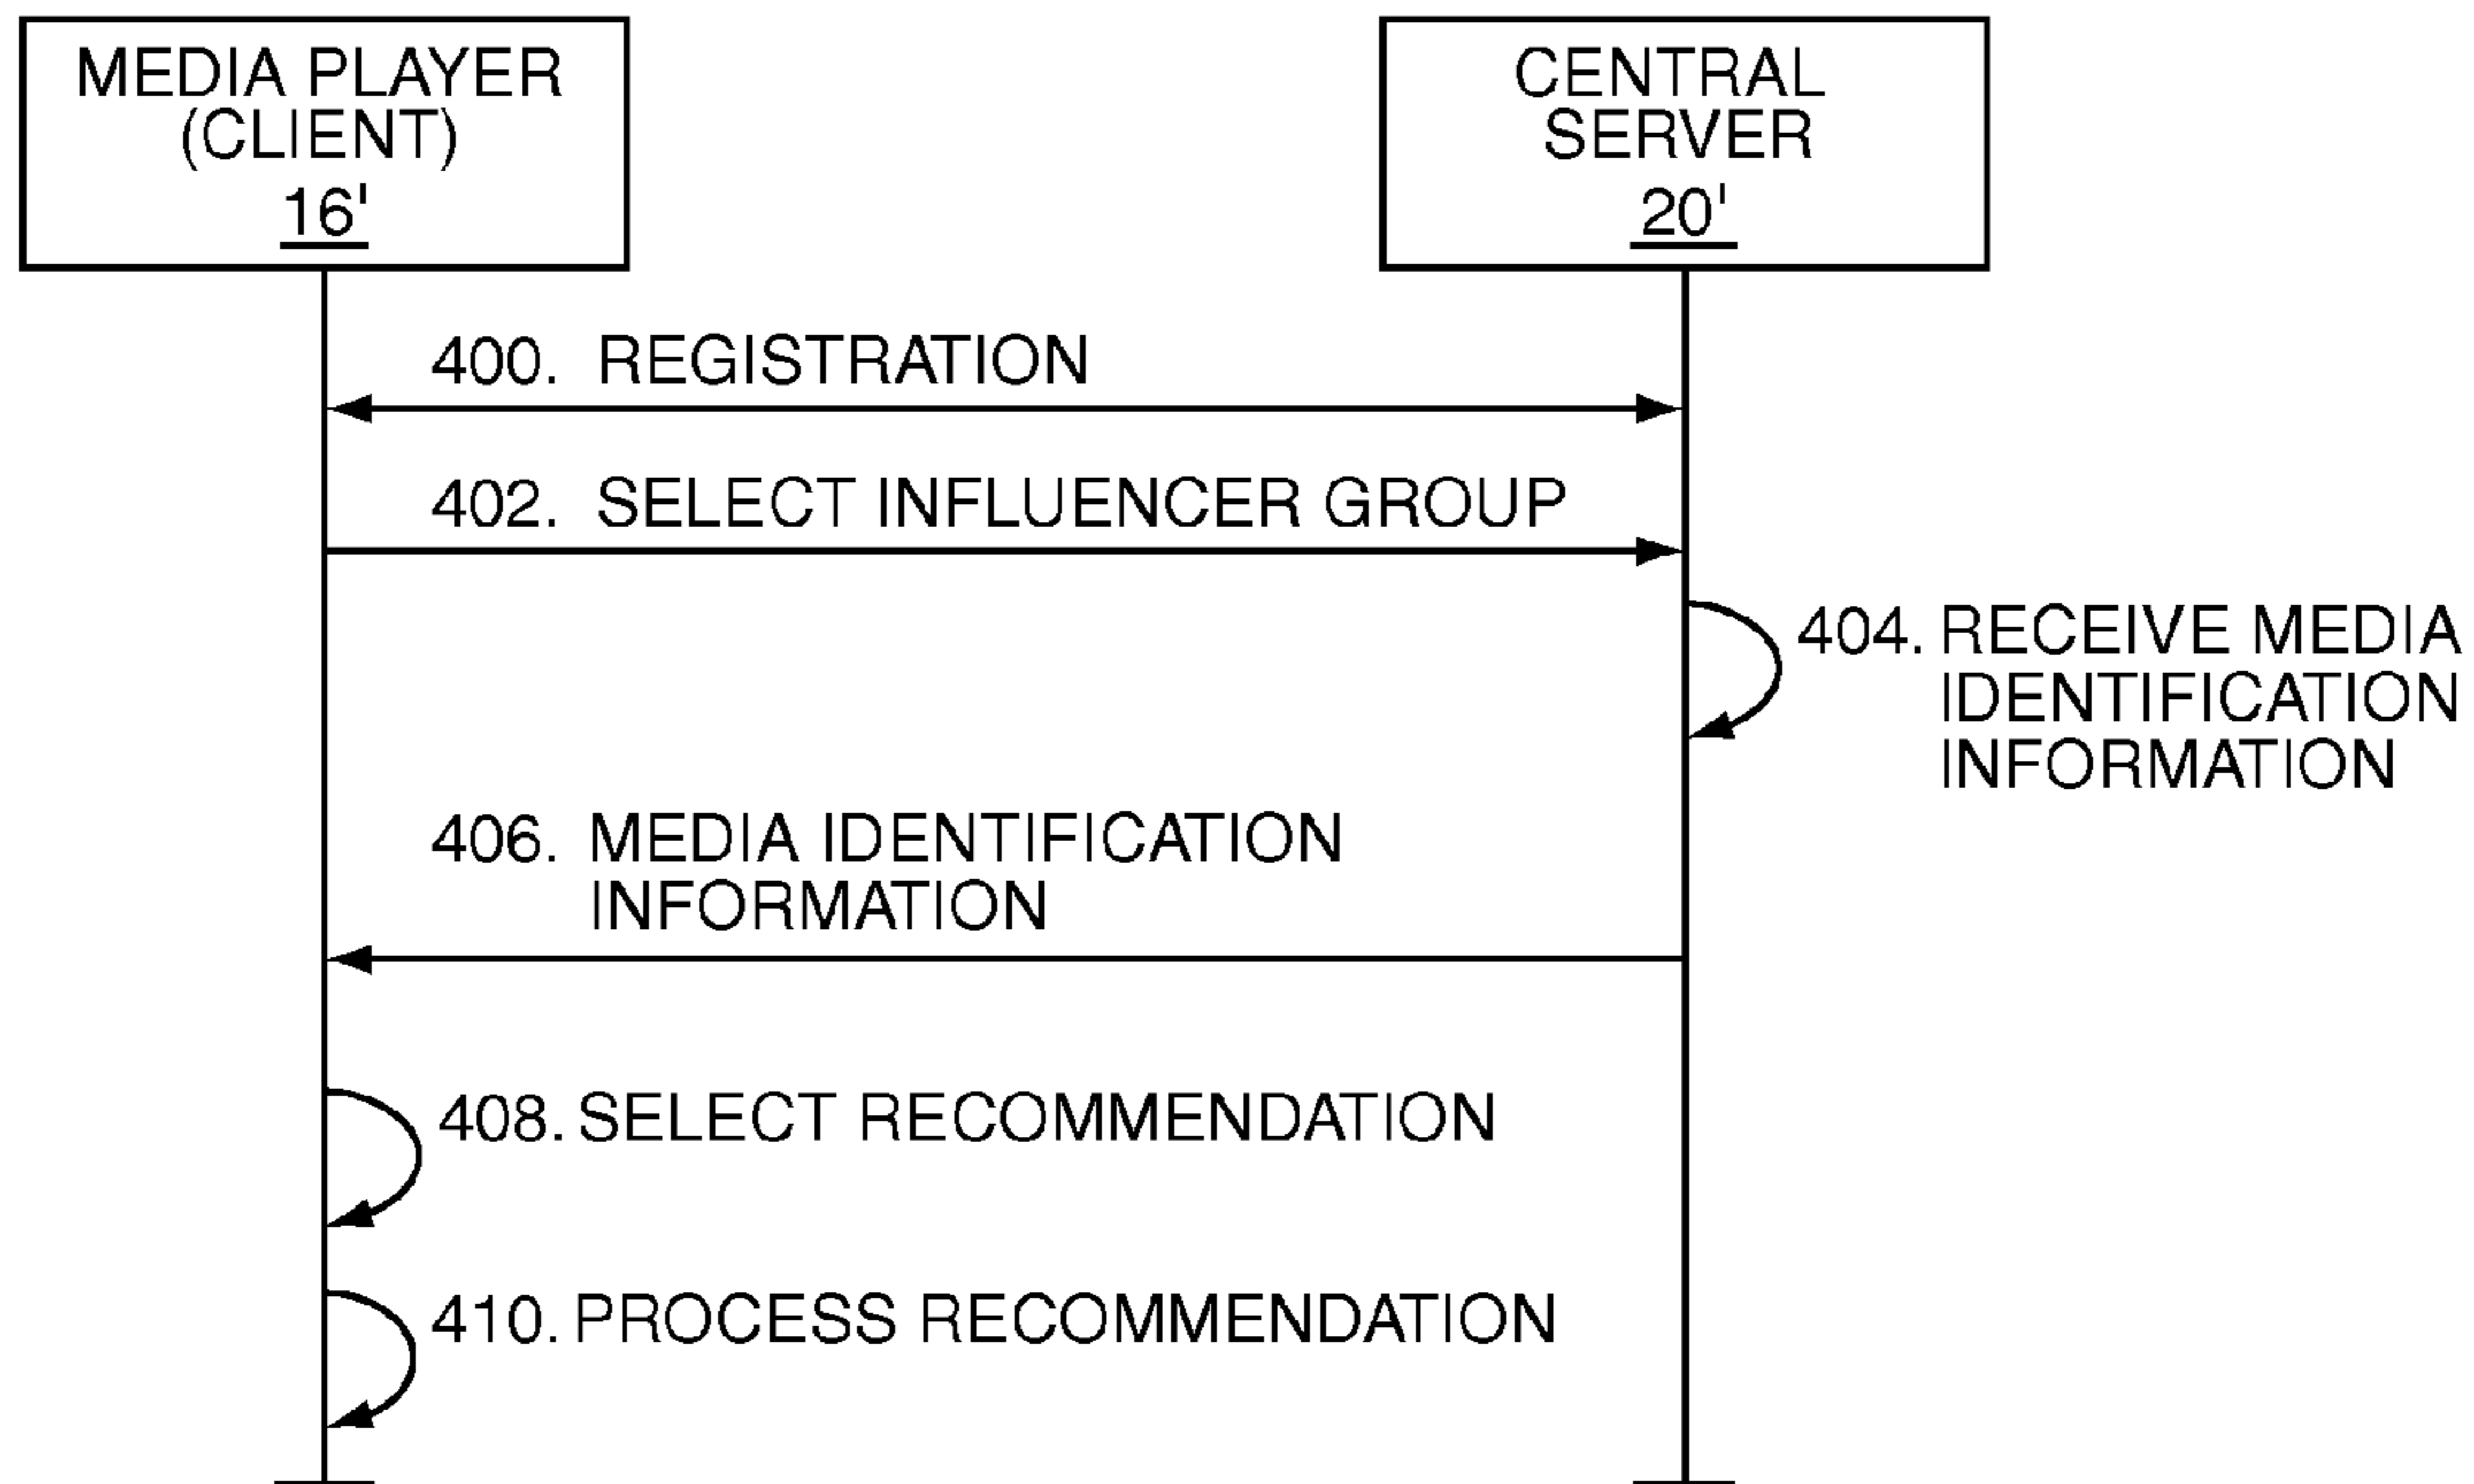 MEDIA PLAYER
(CLIENT)
16'
CENTRAL
SERVER
20'
400. REGISTRATION
402. SELECT INFLUENCER GROUP
404. RECEIVE MEDIA
IDENTIFICATION
INFORMATION
406. MEDIA IDENTIFICATION
INFORMATION
408. SELECT RECOMMENDATION
410. PROCESS RECOMMENDATION